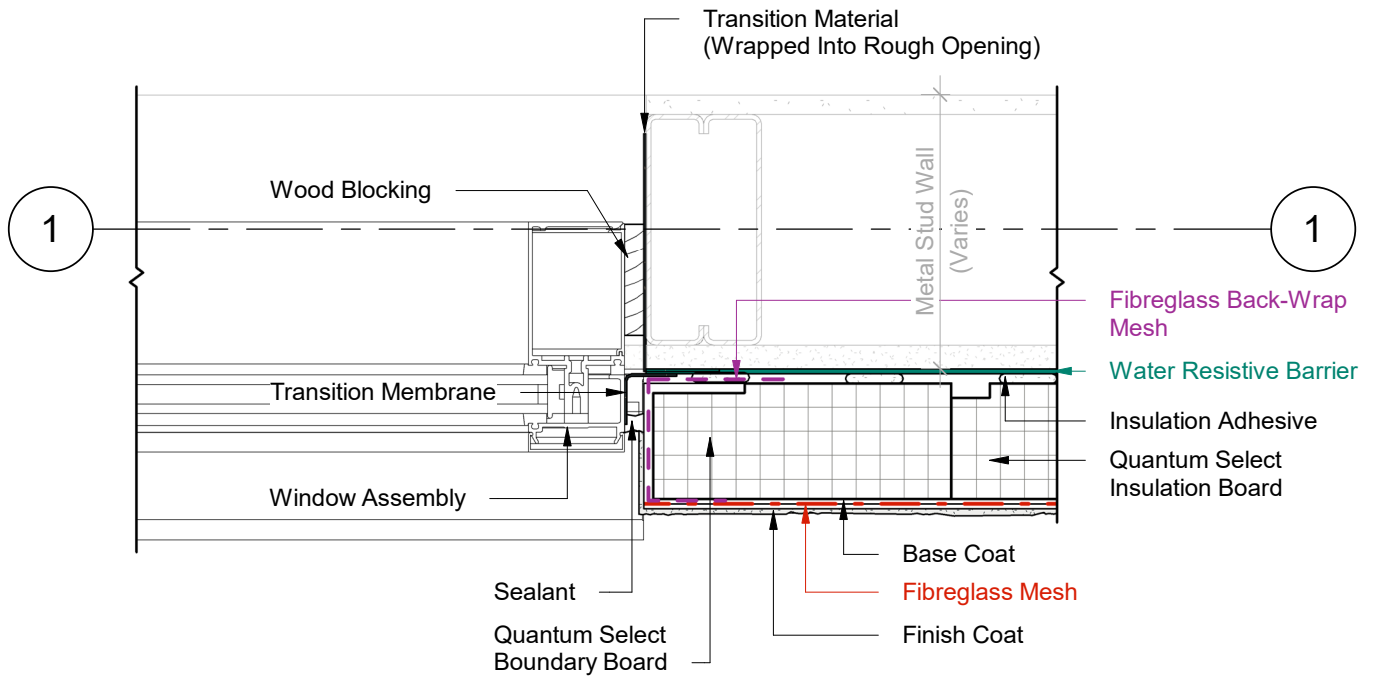 Transition Material
(Wrapped Into Rough Opening)
Wood Blocking
1
1
Metal Stud Wall
(Varies)
Fibreglass Back-Wrap
Mesh
Water Resistive Barrier
Transition Membrane
Insulation Adhesive
Quantum Select
Insulation Board
Window Assembly
Base Coat
Sealant
Fibreglass Mesh
Quantum Select
Boundary Board
Finish Coat